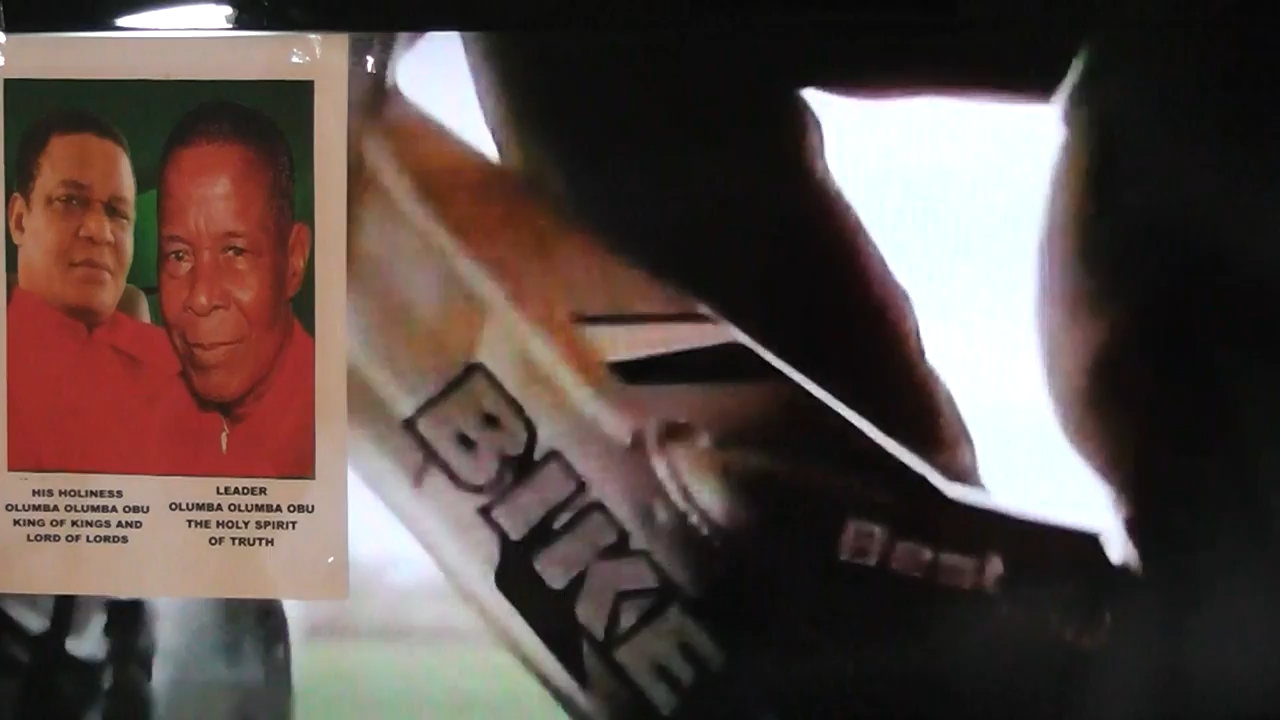 HIS HOLINESS
OLUMBA OLUMBA OBU
KING OF KINGS AND
LORD OF LORDS
LEADER
OLUMBA OLUMBA OBU
THE HOLY SPIRIT
OF TRUTH
BIKE